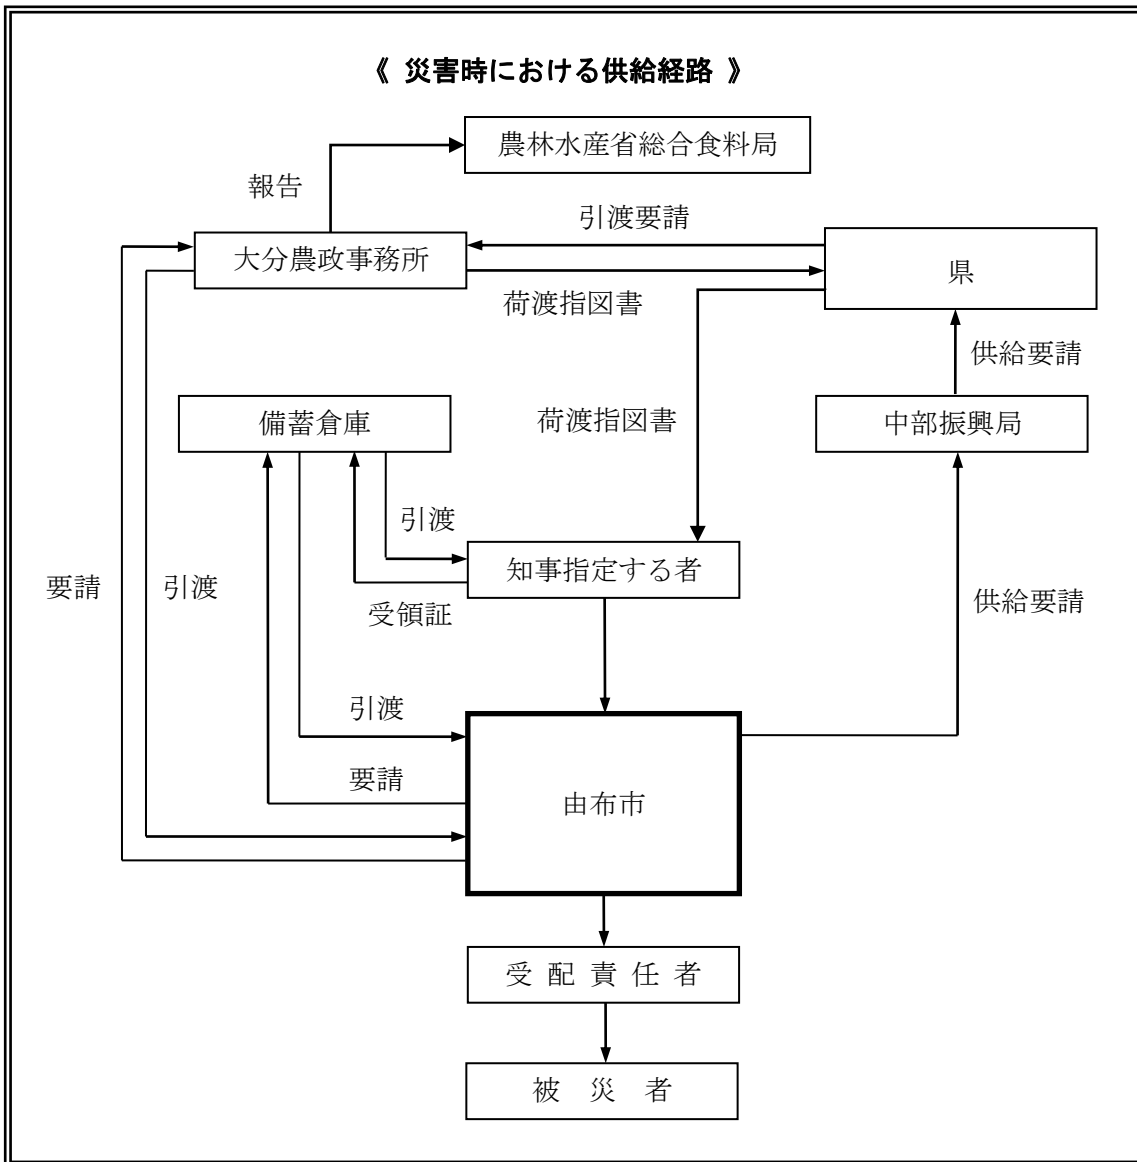 《 災害時における供給経路 》
農林水産省総合食料局
報告
引渡要請
大分農政事務所
県
荷渡指図書
供給要請
備蓄倉庫
荷渡指図書
中部振興局
引渡
知事指定する者
要請
引渡
受領証
供給要請
引渡
要請
由布市
受 配 責 任 者
被 災 者